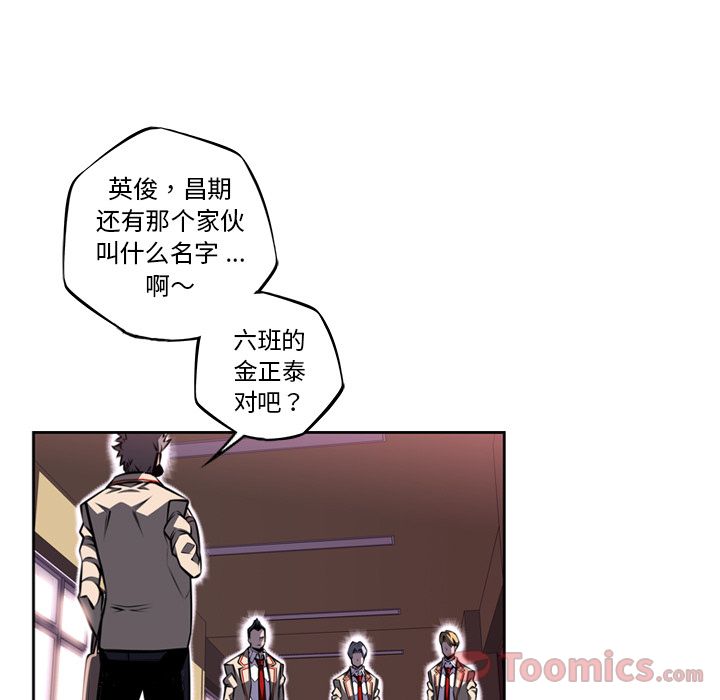 英俊，昌期
还有那个家伙
叫什么名字 ...
啊～
六班的
金正泰
对吧？
Toomics.com